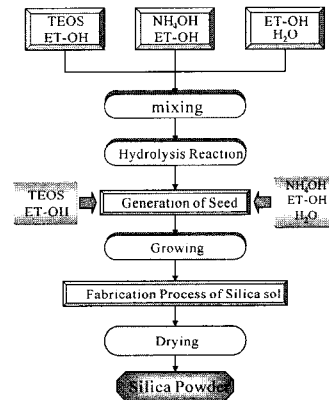 TEOS
ET-OH
NH₄OH
ET-OH
ET-OH
H₂O
mixing
Hydrolysis Reaction
TEOS
ET-OH
Generation of Seed
NH₄OH
ET-OH
H₂O
Growing
Fabrication Process of Silica sol
Drying
Silica Powder